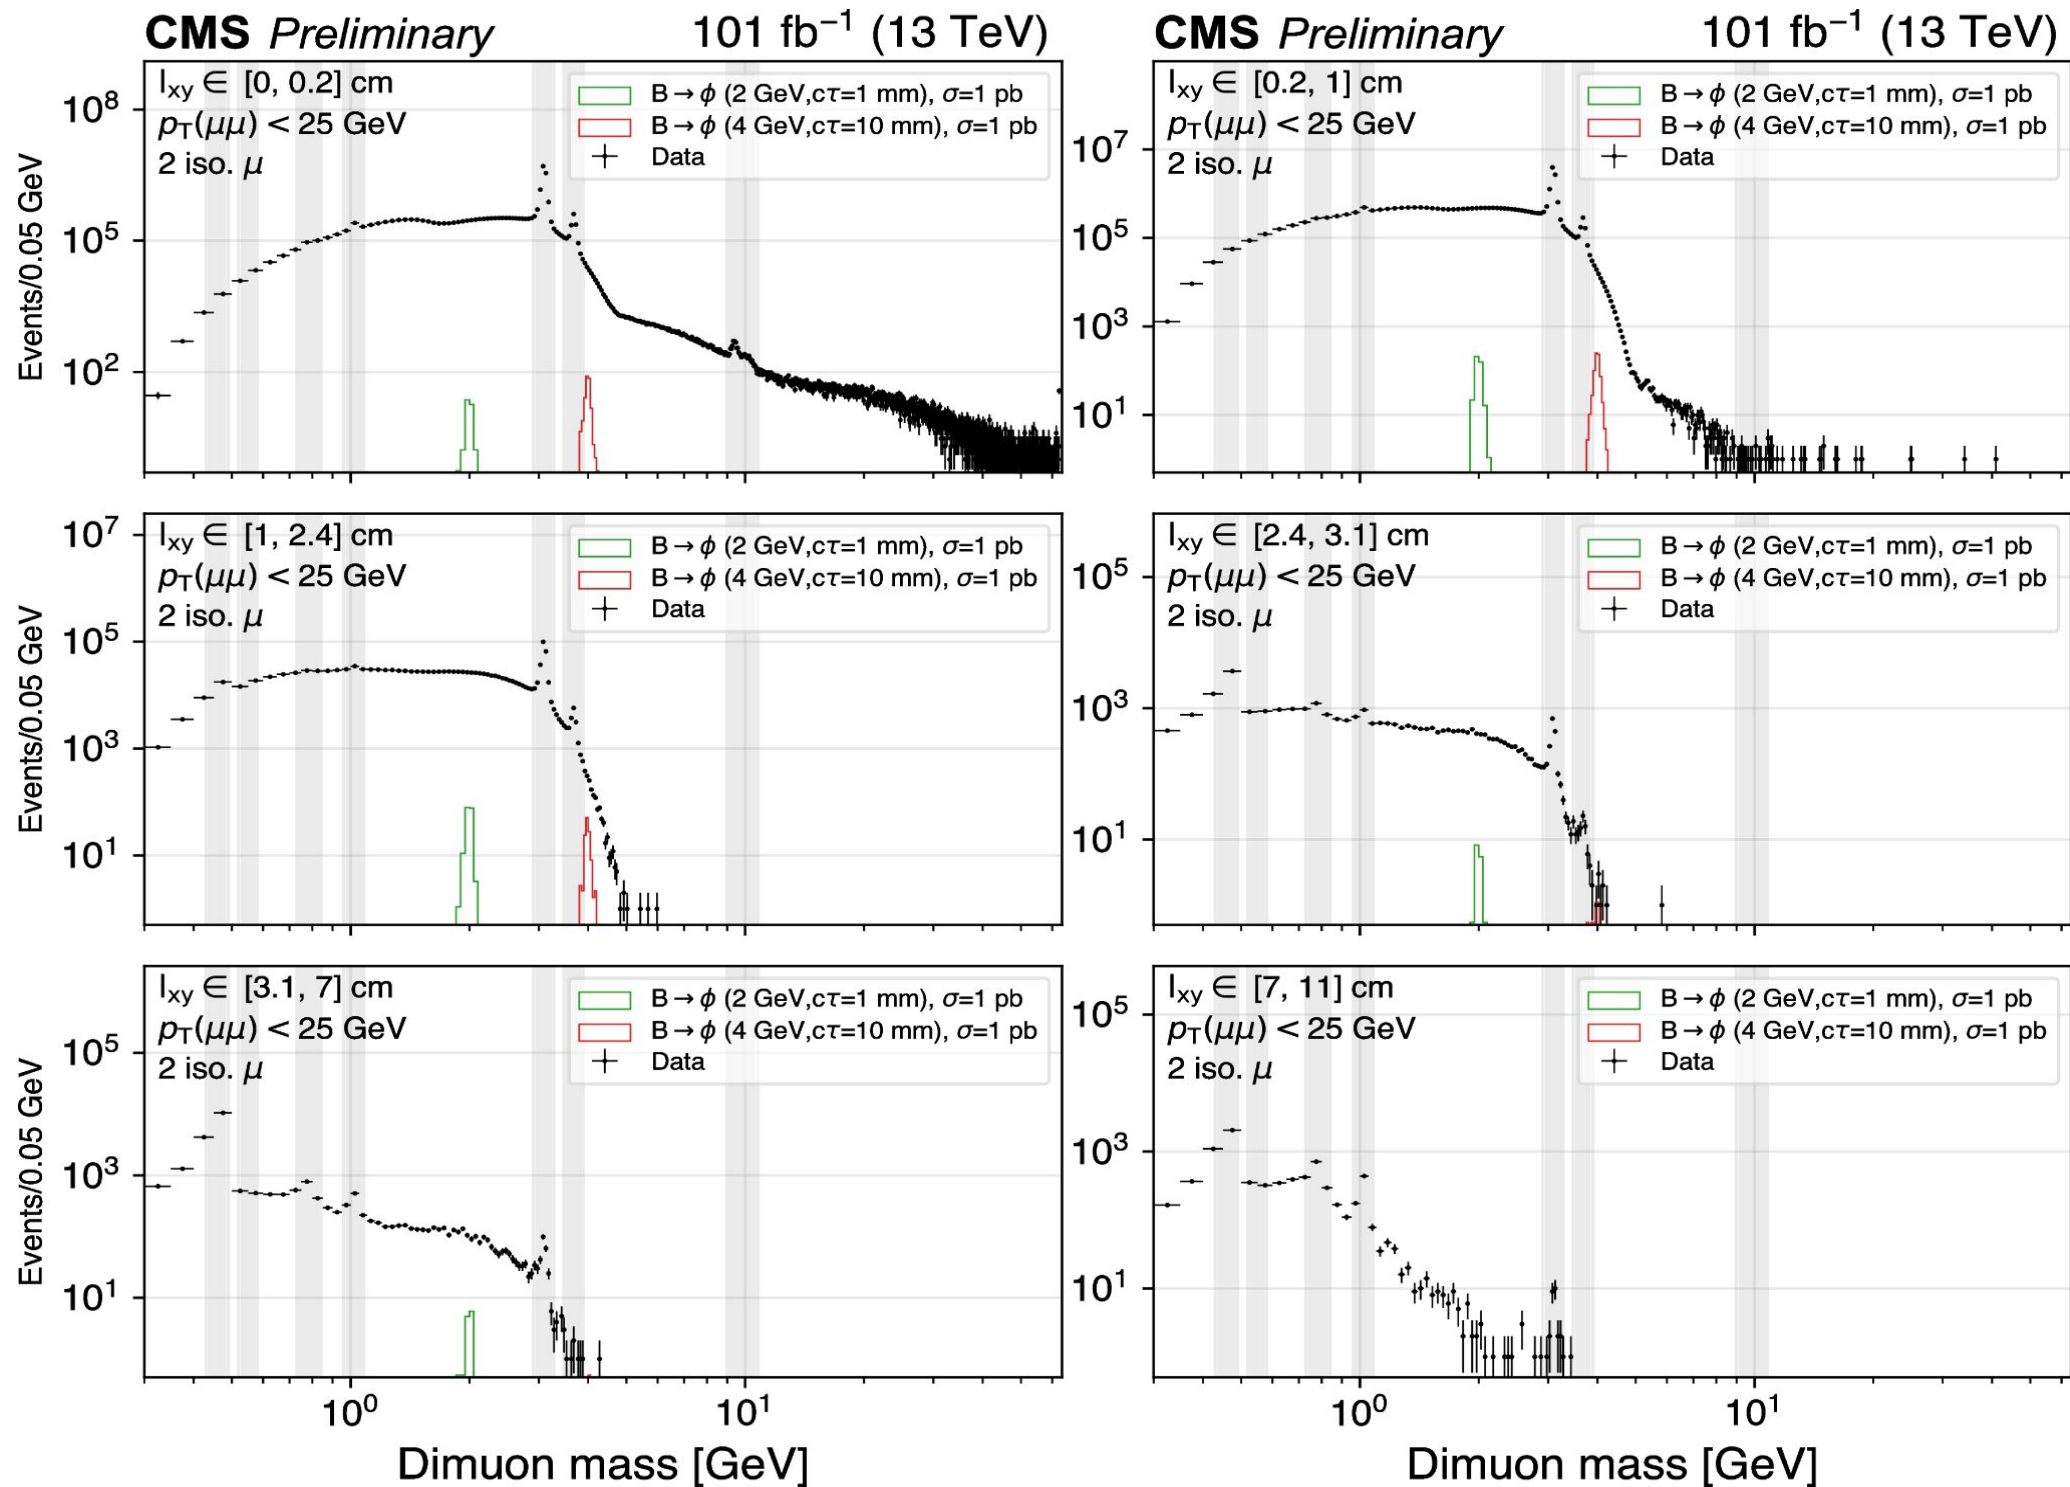 CMS Preliminary 101 fb⁻¹ (13 TeV)
CMS Preliminary 101 fb⁻¹ (13 TeV)
Events/0.05 GeV
10⁸
10⁵
10²
lxy ∈ [0, 0.2] cm
pT(μμ) < 25 GeV
2 iso. μ
B→ϕ (2 GeV,cτ=1 mm), σ=1 pb
B→ϕ (4 GeV,cτ=10 mm), σ=1 pb
Data
10⁷
10⁵
10³
10¹
lxy ∈ [0.2, 1] cm
pT(μμ) < 25 GeV
2 iso. μ
B→ϕ (2 GeV,cτ=1 mm), σ=1 pb
B→ϕ (4 GeV,cτ=10 mm), σ=1 pb
Data
Events/0.05 GeV
10⁷
10⁵
10³
10¹
lxy ∈ [1, 2.4] cm
pT(μμ) < 25 GeV
2 iso. μ
B→ϕ (2 GeV,cτ=1 mm), σ=1 pb
B→ϕ (4 GeV,cτ=10 mm), σ=1 pb
Data
10⁵
10³
10¹
lxy ∈ [2.4, 3.1] cm
pT(μμ) < 25 GeV
2 iso. μ
B→ϕ (2 GeV,cτ=1 mm), σ=1 pb
B→ϕ (4 GeV,cτ=10 mm), σ=1 pb
Data
Events/0.05 GeV
10⁵
10³
10¹
lxy ∈ [3.1, 7] cm
pT(μμ) < 25 GeV
2 iso. μ
B→ϕ (2 GeV,cτ=1 mm), σ=1 pb
B→ϕ (4 GeV,cτ=10 mm), σ=1 pb
Data
10⁰ 10¹
Dimuon mass [GeV]
10⁵
10³
10¹
lxy ∈ [7, 11] cm
pT(μμ) < 25 GeV
2 iso. μ
B→ϕ (2 GeV,cτ=1 mm), σ=1 pb
B→ϕ (4 GeV,cτ=10 mm), σ=1 pb
Data
10⁰ 10¹
Dimuon mass [GeV]